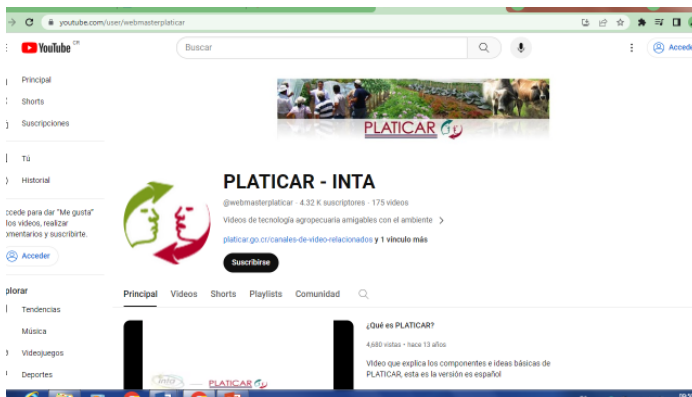 youtube.com/user/webmasterplaticar
YouTube CR
Buscar
Principal
Shorts
Suscripciones
Tú
Historial
ccede para dar "Me gusta"
los videos, realizar
omentarios y suscribirte.
Acceder
plorar
Tendencias
Música
Videojuegos
Deportes
PLATICAR
PLATICAR - INTA
@webmasterplaticar · 4.32 K suscriptores · 175 videos
Videos de tecnología agropecuaria amigables con el ambiente
platicar.go.cr/canales-de-video-relacionados y 1 vínculo más
Suscribirse
Principal Videos Shorts Playlists Comunidad
inta PLATICAR
¿Qué es PLATICAR?
4,680 vistas • hace 13 años
Video que explica los componentes e ideas básicas de
PLATICAR, esta es la versión es español
Accede